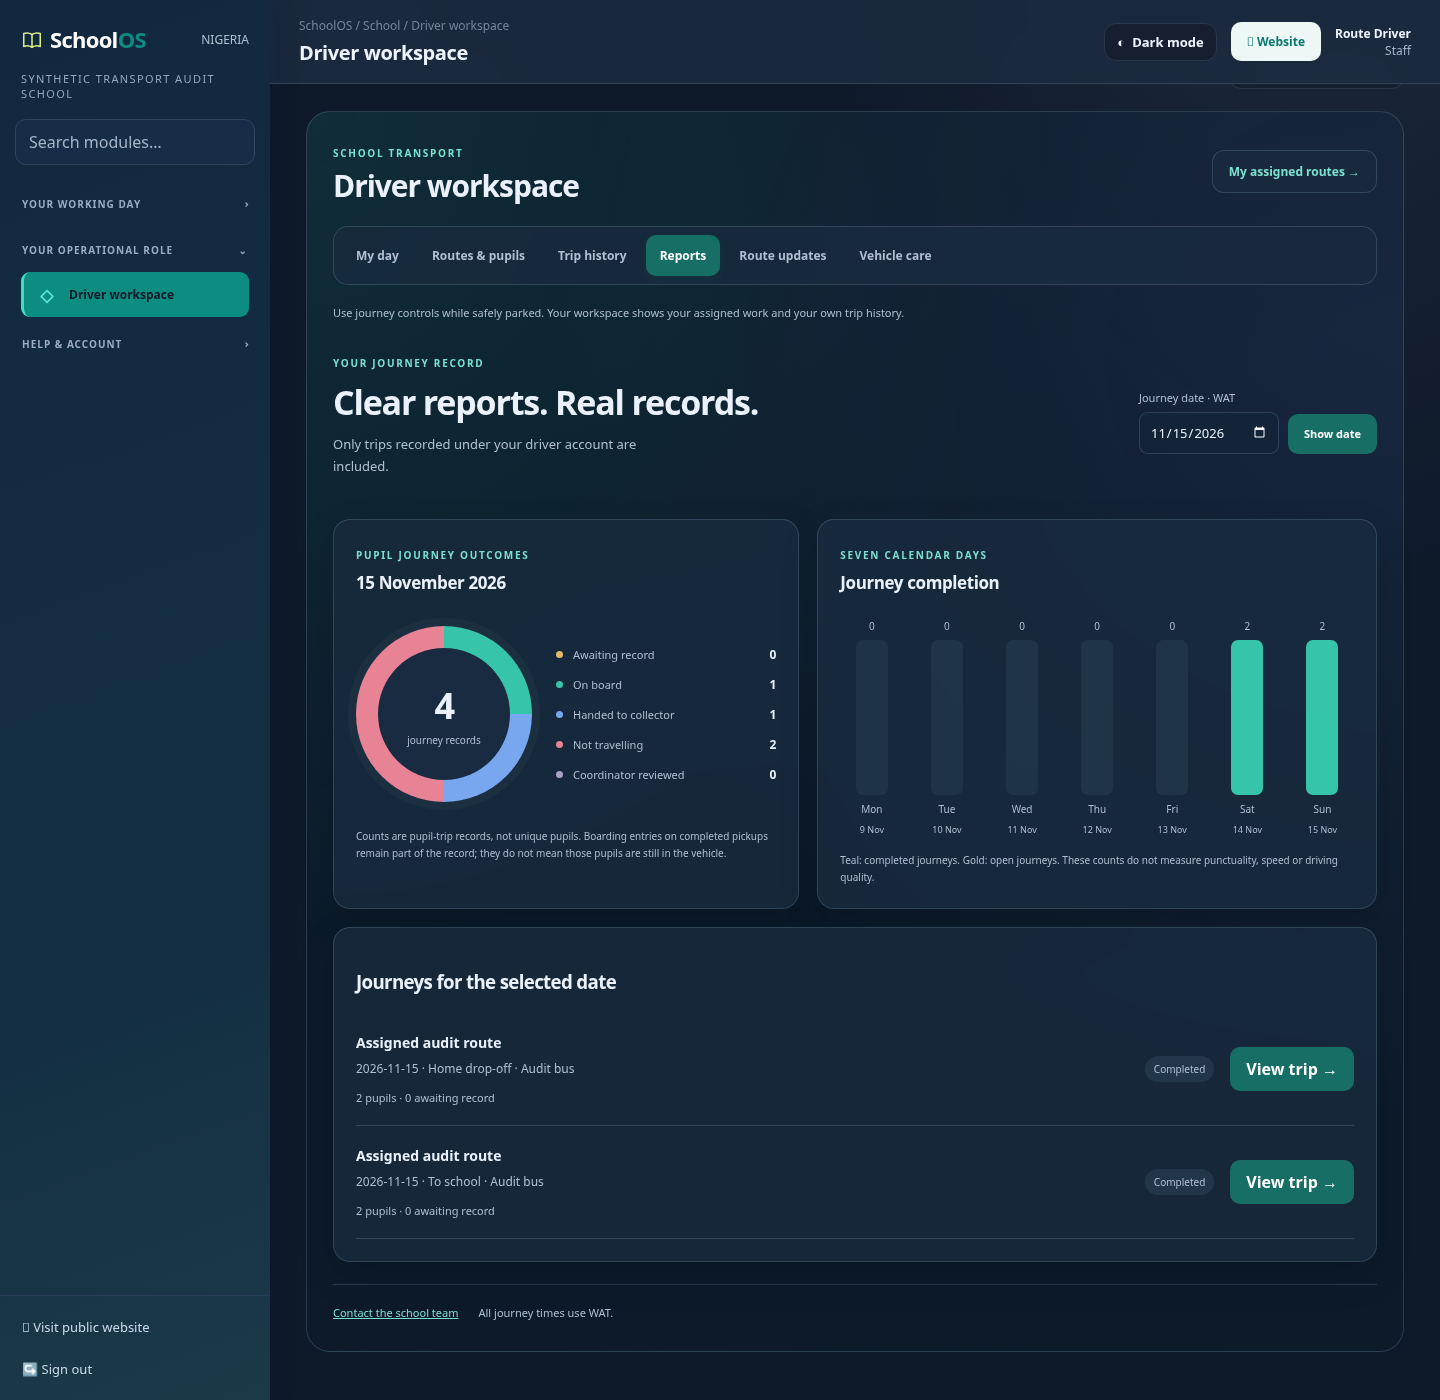 SchoolOS
NIGERIA
SYNTHETIC TRANSPORT AUDIT
SCHOOL
Search modules...
YOUR WORKING DAY
YOUR OPERATIONAL ROLE
Driver workspace
HELP & ACCOUNT
Visit public website
Sign out
SchoolOS / School / Driver workspace
Driver workspace
Dark mode
Website
Route Driver
Staff
SCHOOL TRANSPORT
Driver workspace
My assigned routes →
My day
Routes & pupils
Trip history
Reports
Route updates
Vehicle care
Use journey controls while safely parked. Your workspace shows your assigned work and your own trip history.
YOUR JOURNEY RECORD
Clear reports. Real records.
Only trips recorded under your driver account are
included.
Journey date · WAT
11/15/2026
Show date
PUPIL JOURNEY OUTCOMES
15 November 2026
4
journey records
Awaiting record 0
On board 1
Handed to collector 1
Not travelling 2
Coordinator reviewed 0
Counts are pupil-trip records, not unique pupils. Boarding entries on completed pickups
remain part of the record; they do not mean those pupils are still in the vehicle.
SEVEN CALENDAR DAYS
Journey completion
0 0 0 0 0 2 2
Mon Tue Wed Thu Fri Sat Sun
9 Nov 10 Nov 11 Nov 12 Nov 13 Nov 14 Nov 15 Nov
Teal: completed journeys. Gold: open journeys. These counts do not measure punctuality, speed or driving
quality.
Journeys for the selected date
Assigned audit route
2026-11-15 · Home drop-off · Audit bus
2 pupils · 0 awaiting record
Completed
View trip →
Assigned audit route
2026-11-15 · To school · Audit bus
2 pupils · 0 awaiting record
Completed
View trip →
Contact the school team
All journey times use WAT.